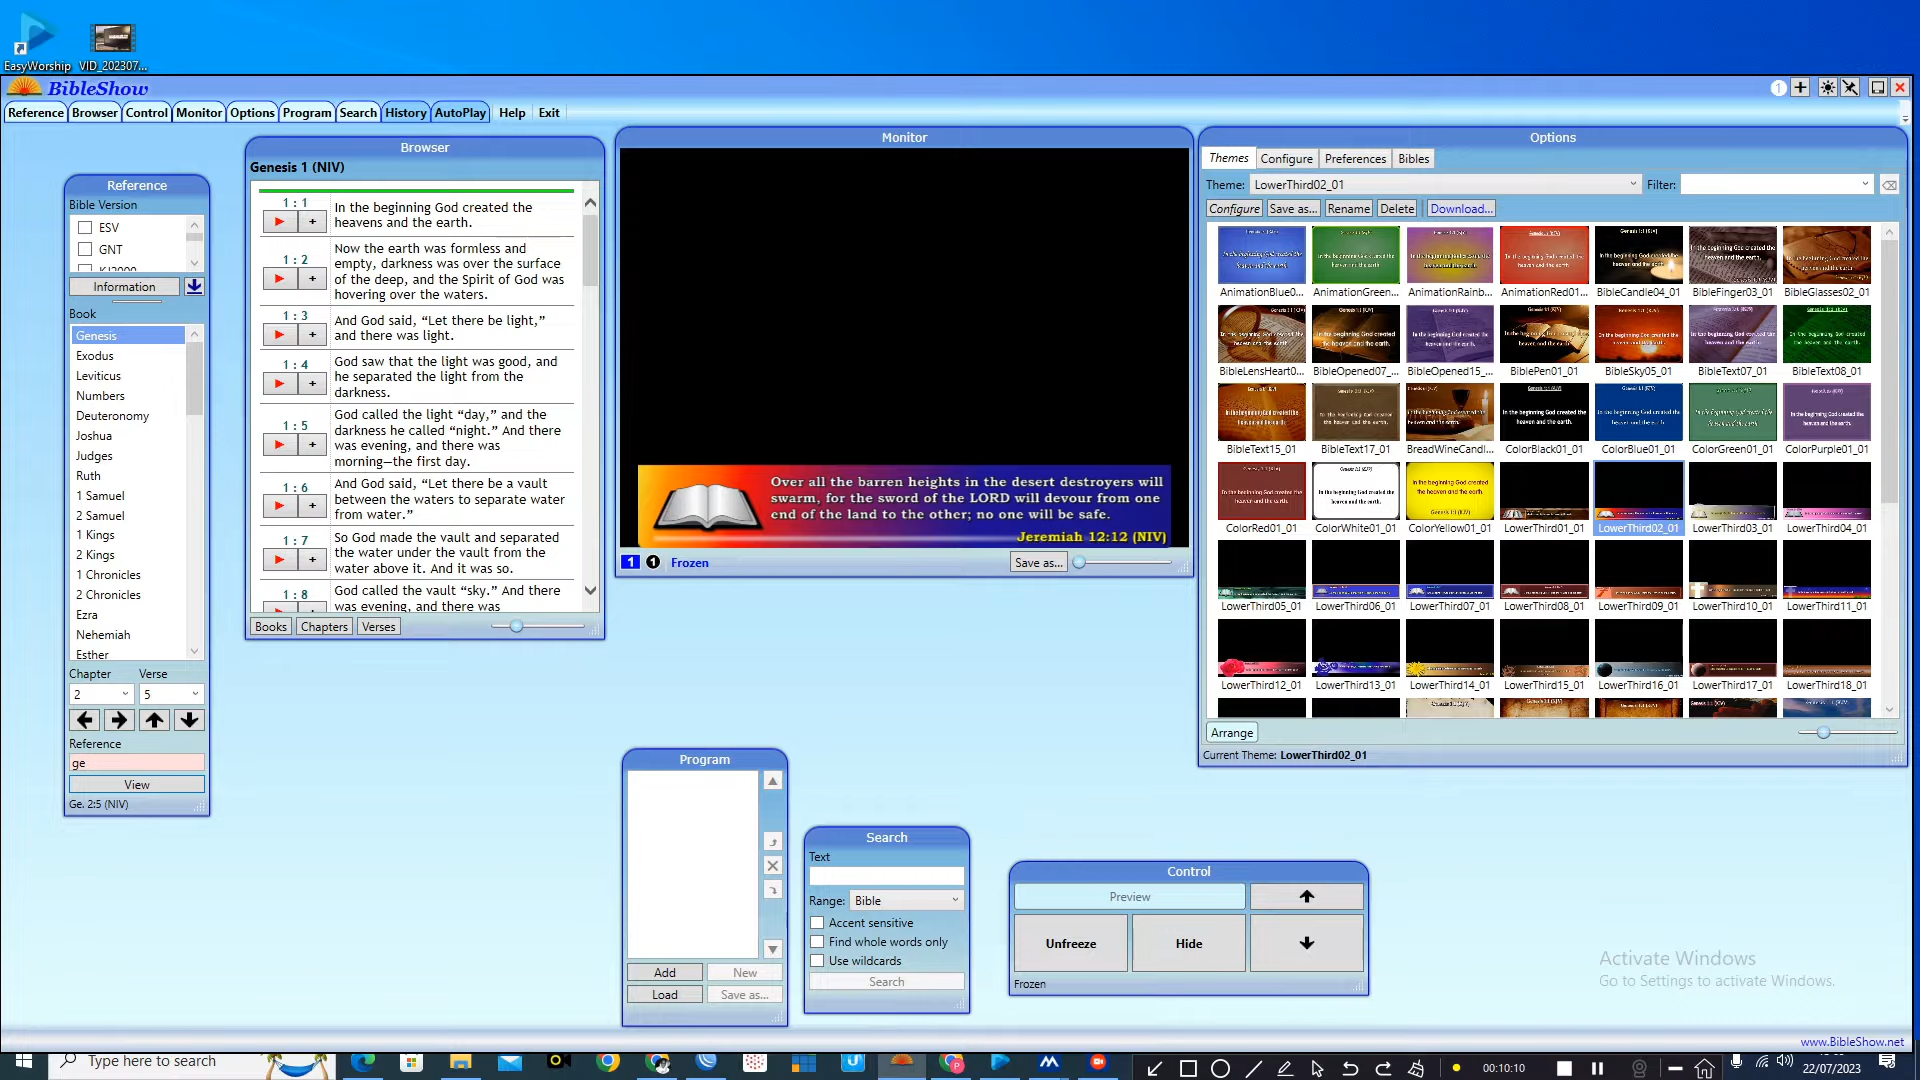 EasyWorship
VID_202307...
BibleShow
Reference
Browser
Control
Monitor
Options
Program
Search
History
AutoPlay
Help
Exit
Reference
Bible Version
ESV
GNT
KJ2000
Information
Book
Genesis
Exodus
Leviticus
Numbers
Deuteronomy
Joshua
Judges
Ruth
1 Samuel
2 Samuel
1 Kings
2 Kings
1 Chronicles
2 Chronicles
Ezra
Nehemiah
Esther
Chapter Verse
2 5
Reference
ge
View
Ge. 2:5 (NIV)
Browser
Genesis 1 (NIV)
1 : 1
In the beginning God created the
heavens and the earth.
1 : 2
Now the earth was formless and
empty, darkness was over the surface
of the deep, and the Spirit of God was
hovering over the waters.
1 : 3
And God said, “Let there be light,”
and there was light.
1 : 4
God saw that the light was good, and
he separated the light from the
darkness.
1 : 5
God called the light “day,” and the
darkness he called “night.” And there
was evening, and there was
morning—the first day.
1 : 6
And God said, “Let there be a vault
between the waters to separate water
from water.”
1 : 7
So God made the vault and separated
the water under the vault from the
water above it. And it was so.
1 : 8
God called the vault “sky.” And there
was evening, and there was
Books
Chapters
Verses
Monitor
Over all the barren heights in the desert destroyers will
swarm, for the sword of the LORD will devour from one
end of the land to the other; no one will be safe.
Jeremiah 12:12 (NIV)
1 1 Frozen
Save as...
Options
Themes
Configure
Preferences
Bibles
Theme: LowerThird02_01 Filter:
Configure
Save as...
Rename
Delete
Download...
AnimationBlue0... AnimationGreen... AnimationRainb... AnimationRed01... BibleCandle04_01 BibleFinger03_01 BibleGlasses02_01
BibleLensHeart0... BibleOpened07_... BibleOpened15_... BiblePen01_01 BibleSky05_01 BibleText07_01 BibleText08_01
BibleText15_01 BibleText17_01 BreadWineCandl... ColorBlack01_01 ColorBlue01_01 ColorGreen01_01 ColorPurple01_01
ColorRed01_01 ColorWhite01_01 ColorYellow01_01 LowerThird01_01 LowerThird02_01 LowerThird03_01 LowerThird04_01
LowerThird05_01 LowerThird06_01 LowerThird07_01 LowerThird08_01 LowerThird09_01 LowerThird10_01 LowerThird11_01
LowerThird12_01 LowerThird13_01 LowerThird14_01 LowerThird15_01 LowerThird16_01 LowerThird17_01 LowerThird18_01
Arrange
Current Theme: LowerThird02_01
Program
Add
New
Load
Save as...
Search
Text
Range: Bible
Accent sensitive
Find whole words only
Use wildcards
Search
Control
Preview
Unfreeze
Hide
Frozen
Activate Windows
Go to Settings to activate Windows.
www.BibleShow.net
Type here to search
00:10:10
22/07/2023